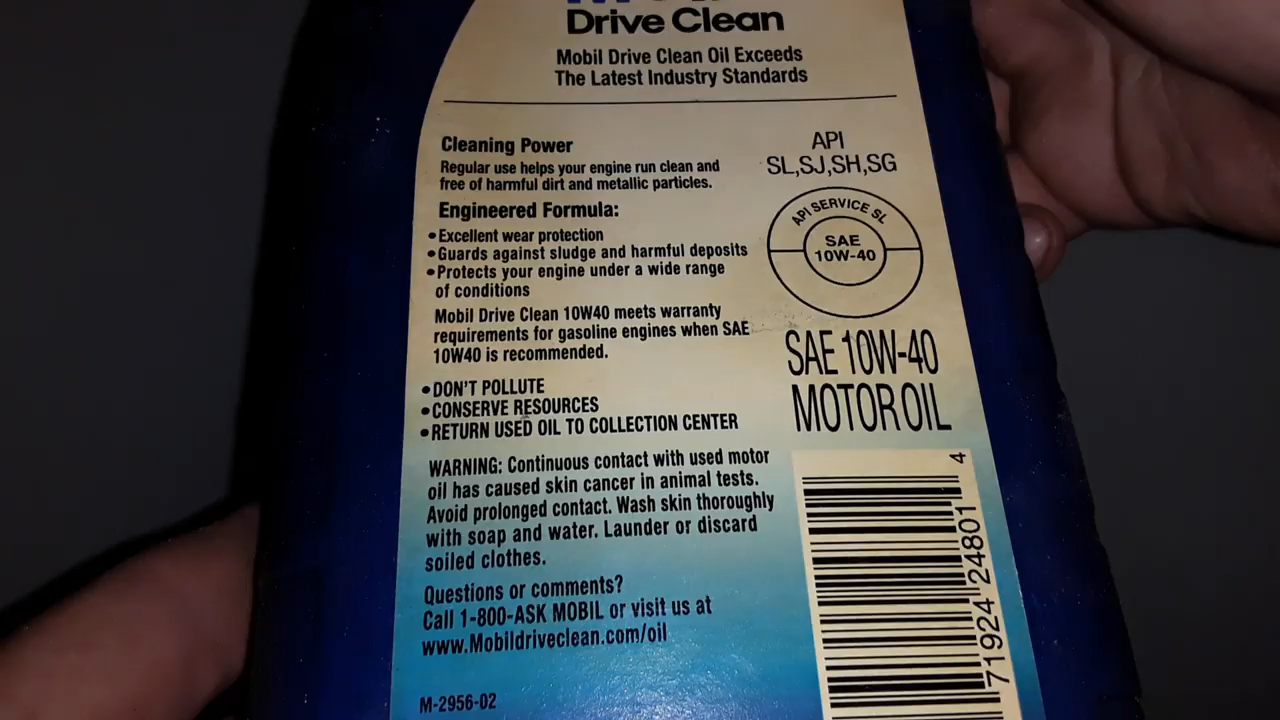 Drive Clean
Mobil Drive Clean Oil Exceeds
The Latest Industry Standards
Cleaning Power
Regular use helps your engine run clean and
free of harmful dirt and metallic particles.
Engineered Formula:
• Excellent wear protection
• Guards against sludge and harmful deposits
• Protects your engine under a wide range
of conditions
Mobil Drive Clean 10W40 meets warranty
requirements for gasoline engines when SAE
10W40 is recommended.
• DON'T POLLUTE
• CONSERVE RESOURCES
• RETURN USED OIL TO COLLECTION CENTER
WARNING: Continuous contact with used motor
oil has caused skin cancer in animal tests.
Avoid prolonged contact. Wash skin thoroughly
with soap and water. Launder or discard
soiled clothes.
Questions or comments?
Call 1-800-ASK MOBIL or visit us at
www.Mobildriveclean.com/oil
M-2956-02
API
SL,SJ,SH,SG
API SERVICE SL
SAE
10W-40
SAE 10W-40
MOTOR OIL
71924 24801 4